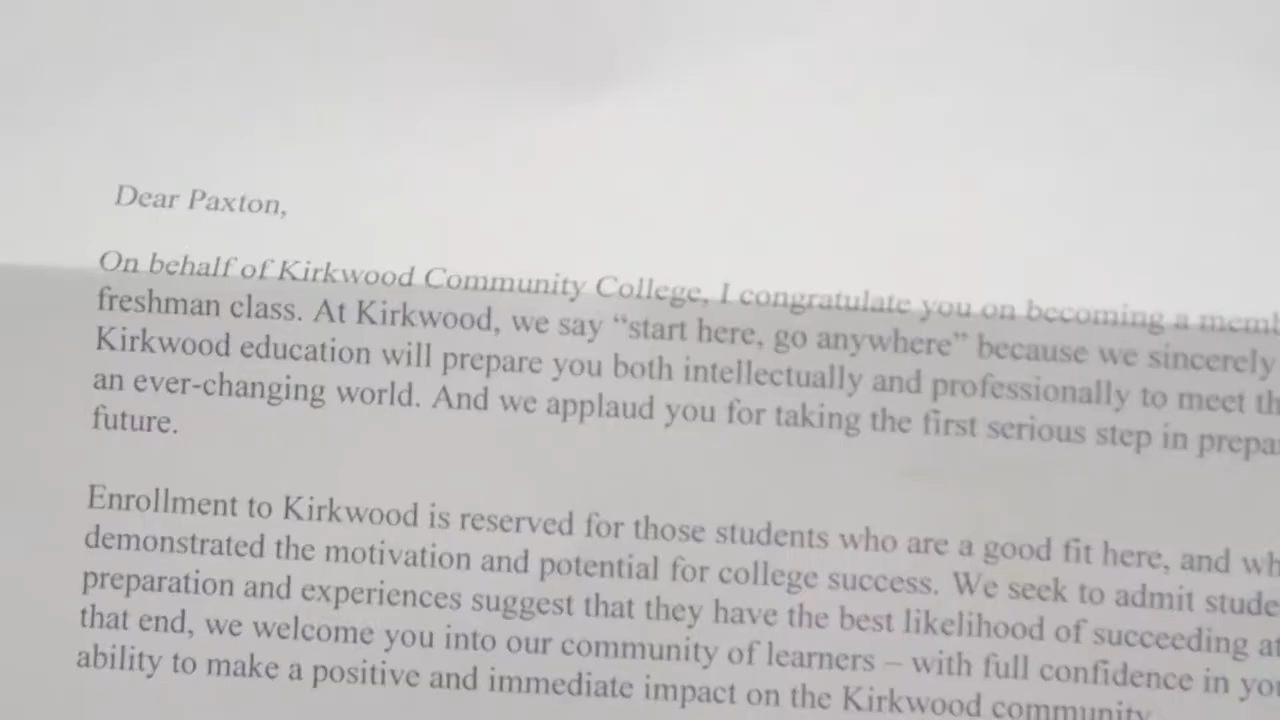 Dear Paxton,
On behalf of Kirkwood Community College, I congratulate you on becoming a
freshman class. At Kirkwood, we say “start here, go anywhere” because we sincerely
Kirkwood education will prepare you both intellectually and professionally to meet
an ever-changing world. And we applaud you for taking the first serious step in
future.
Enrollment to Kirkwood is reserved for those students who are a good fit here, and
demonstrated the motivation and potential for college success. We seek to admit
preparation and experiences suggest that they have the best likelihood of succeeding
that end, we welcome you into our community of learners – with full confidence in
ability to make a positive and immediate impact on the Kirkwood community